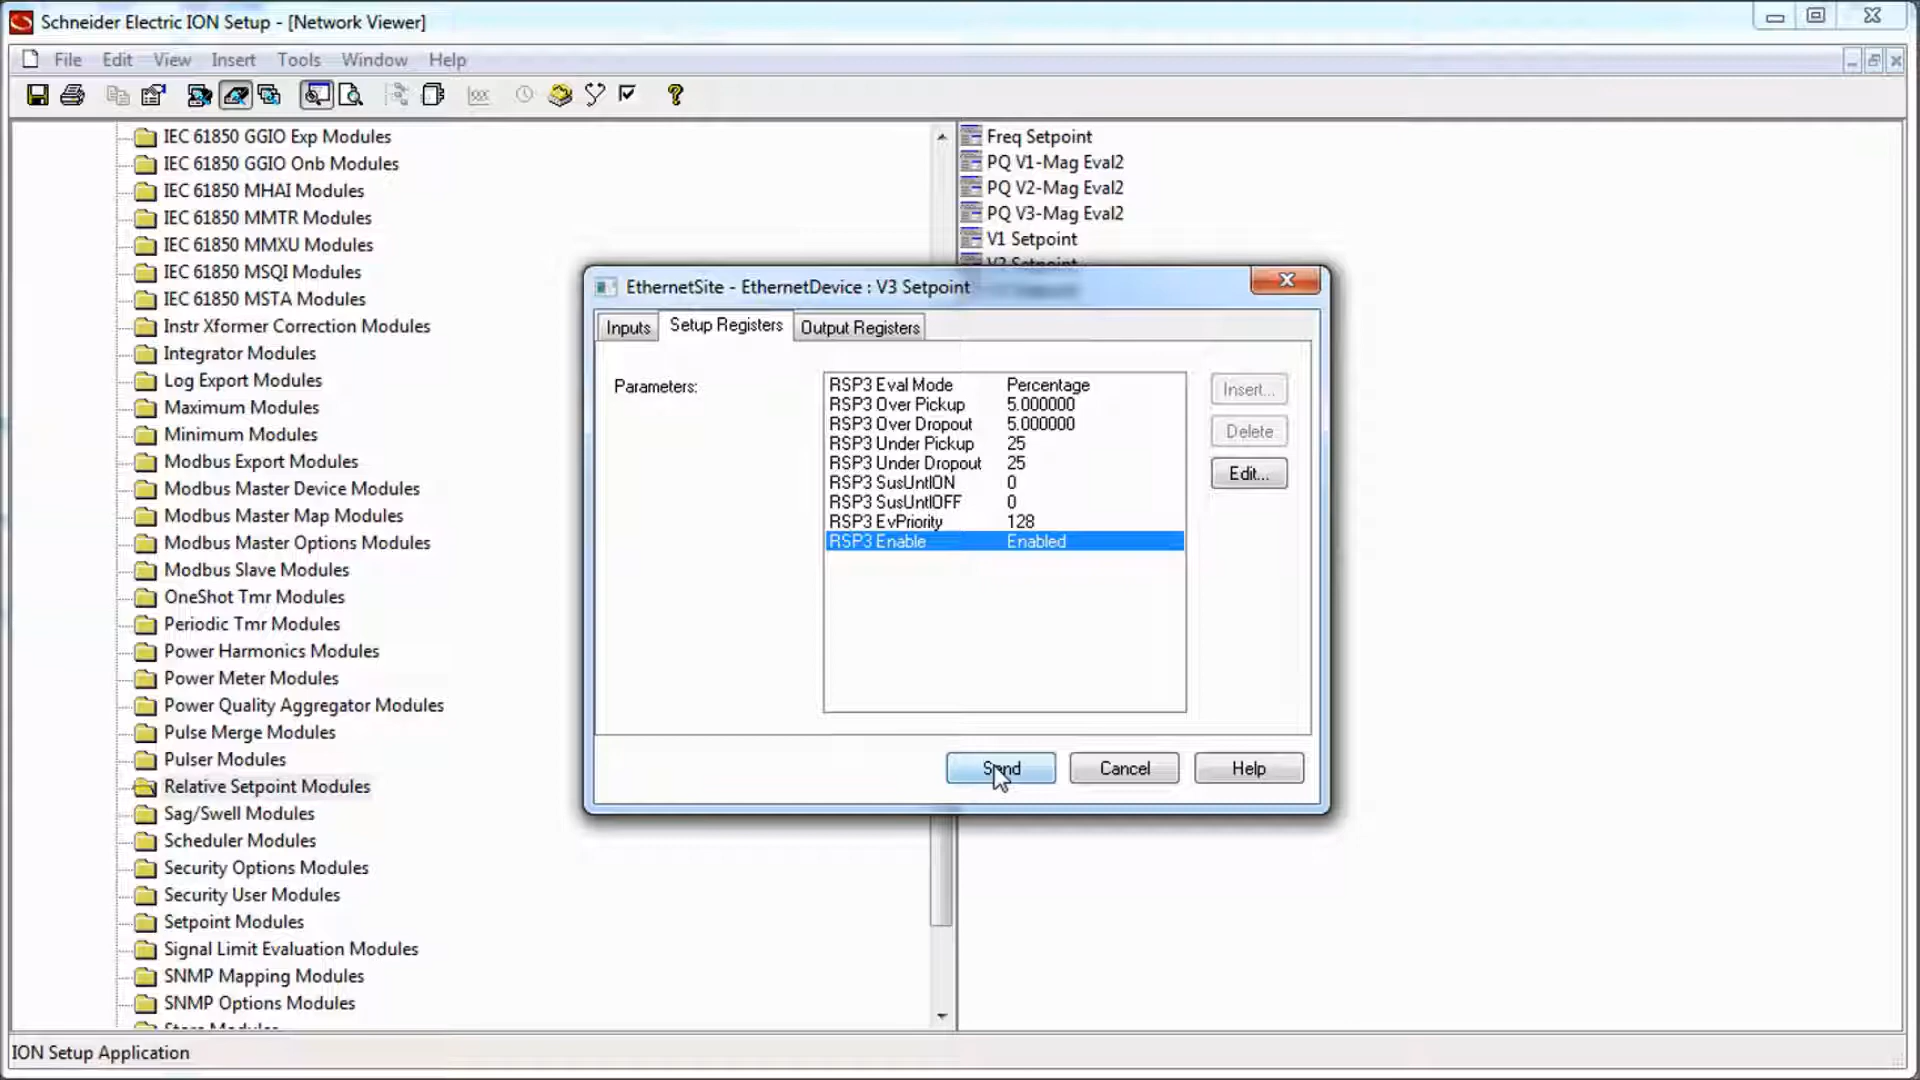 Schneider Electric ION Setup - [Network Viewer]
File Edit View Insert Tools Window Help
IEC 61850 GGIO Exp Modules
IEC 61850 GGIO Onb Modules
IEC 61850 MHAI Modules
IEC 61850 MMTR Modules
IEC 61850 MMXU Modules
IEC 61850 MSQI Modules
IEC 61850 MSTA Modules
Instr Xformer Correction Modules
Integrator Modules
Log Export Modules
Maximum Modules
Minimum Modules
Modbus Export Modules
Modbus Master Device Modules
Modbus Master Map Modules
Modbus Master Options Modules
Modbus Slave Modules
OneShot Tmr Modules
Periodic Tmr Modules
Power Harmonics Modules
Power Meter Modules
Power Quality Aggregator Modules
Pulse Merge Modules
Pulser Modules
Relative Setpoint Modules
Sag/Swell Modules
Scheduler Modules
Security Options Modules
Security User Modules
Setpoint Modules
Signal Limit Evaluation Modules
SNMP Mapping Modules
SNMP Options Modules
Freq Setpoint
PQ V1-Mag Eval2
PQ V2-Mag Eval2
PQ V3-Mag Eval2
V1 Setpoint
EthernetSite - EthernetDevice : V3 Setpoint
Inputs Setup Registers Output Registers
Parameters:
RSP3 Eval Mode Percentage
RSP3 Over Pickup 5.000000
RSP3 Over Dropout 5.000000
RSP3 Under Pickup 25
RSP3 Under Dropout 25
RSP3 SusUntlON 0
RSP3 SusUntlOFF 0
RSP3 EvPriority 128
RSP3 Enable Enabled
Insert...
Delete
Edit...
Send Cancel Help
ION Setup Application